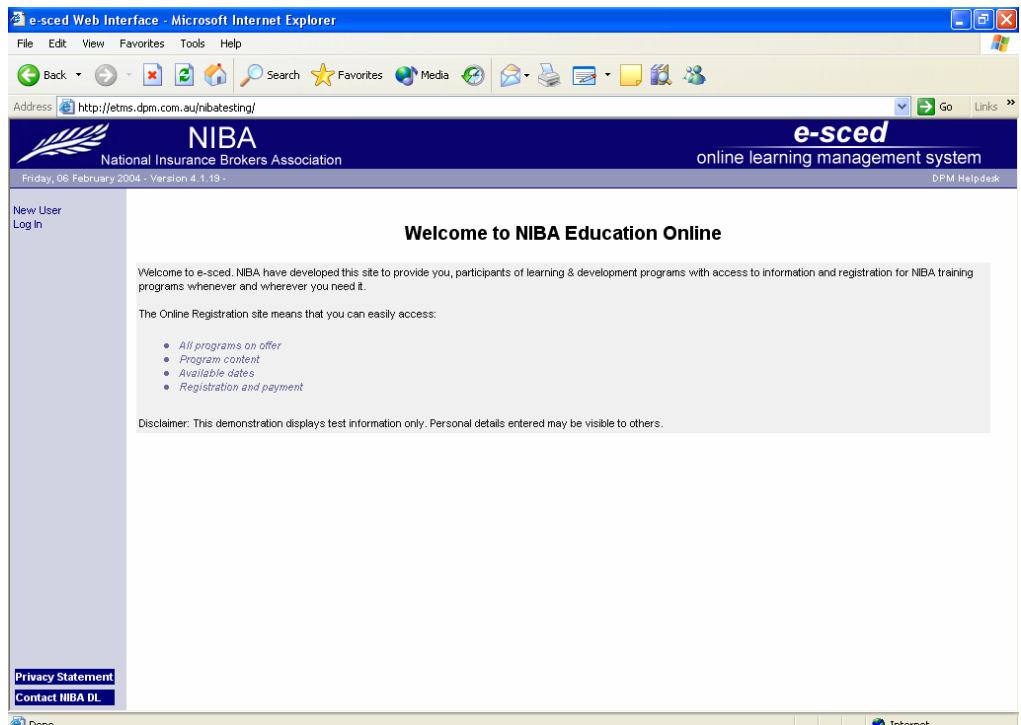 e-sced Web Interface - Microsoft Internet Explorer
File Edit View Favorites Tools Help
Back Search Favorites Media
Address http://etms.dpm.com.au/nibatesting/ Go Links »
NIBA
National Insurance Brokers Association
e-sced
online learning management system
Friday, 06 February 2004 - Version 4.1.19 - DPM Helpdesk
New User
Log In
Welcome to NIBA Education Online
Welcome to e-sced. NIBA have developed this site to provide you, participants of learning & development programs with access to information and registration for NIBA training
programs whenever and wherever you need it.
The Online Registration site means that you can easily access:
• All programs on offer
• Program content
• Available dates
• Registration and payment
Disclaimer: This demonstration displays test information only. Personal details entered may be visible to others.
Privacy Statement
Contact NIBA DL
Done Internet